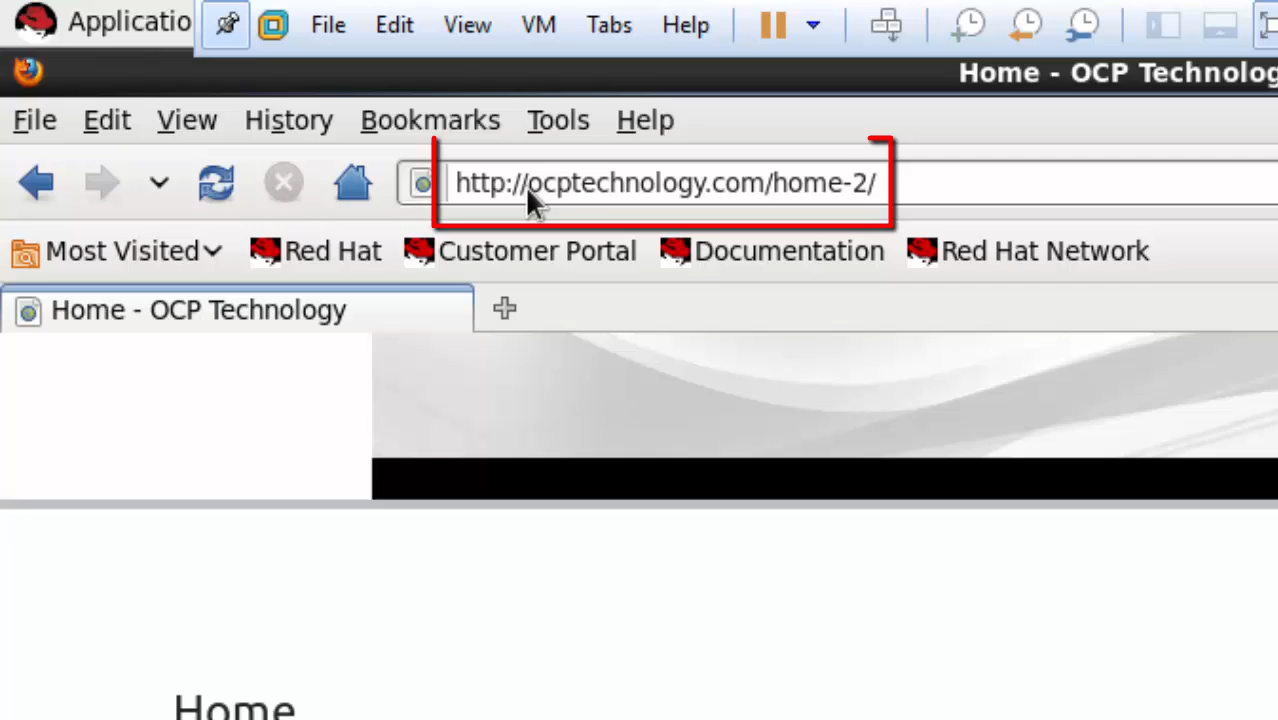 Applicatio File Edit View VM Tabs Help
Home - OCP Technolog
File Edit View History Bookmarks Tools Help
http://ocptechnology.com/home-2/
Most Visited Red Hat Customer Portal Documentation Red Hat Network
Home - OCP Technology
Home